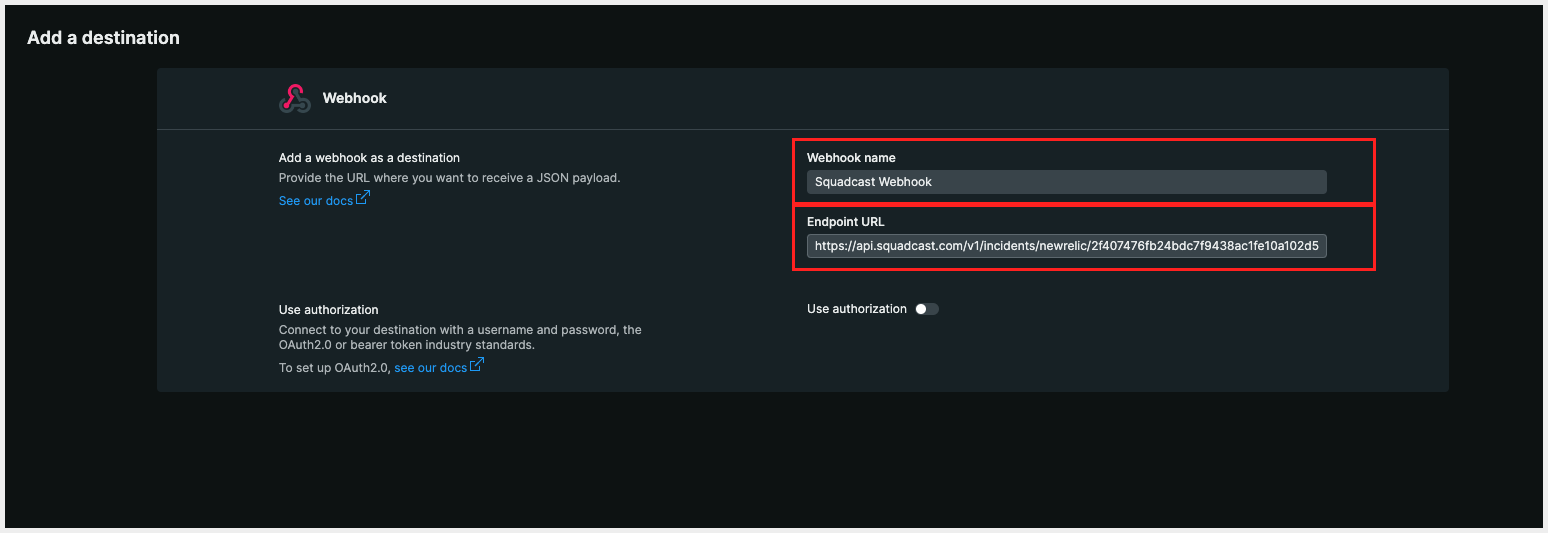 Add a destination
Webhook
Add a webhook as a destination
Provide the URL where you want to receive a JSON payload.
See our docs
Webhook name
Squadcast Webhook
Endpoint URL
https://api.squadcast.com/v1/incidents/newrelic/2f407476fb24bdc7f9438ac1fe10a102d5
Use authorization
Connect to your destination with a username and password, the
OAuth2.0 or bearer token industry standards.
To set up OAuth2.0, see our docs
Use authorization